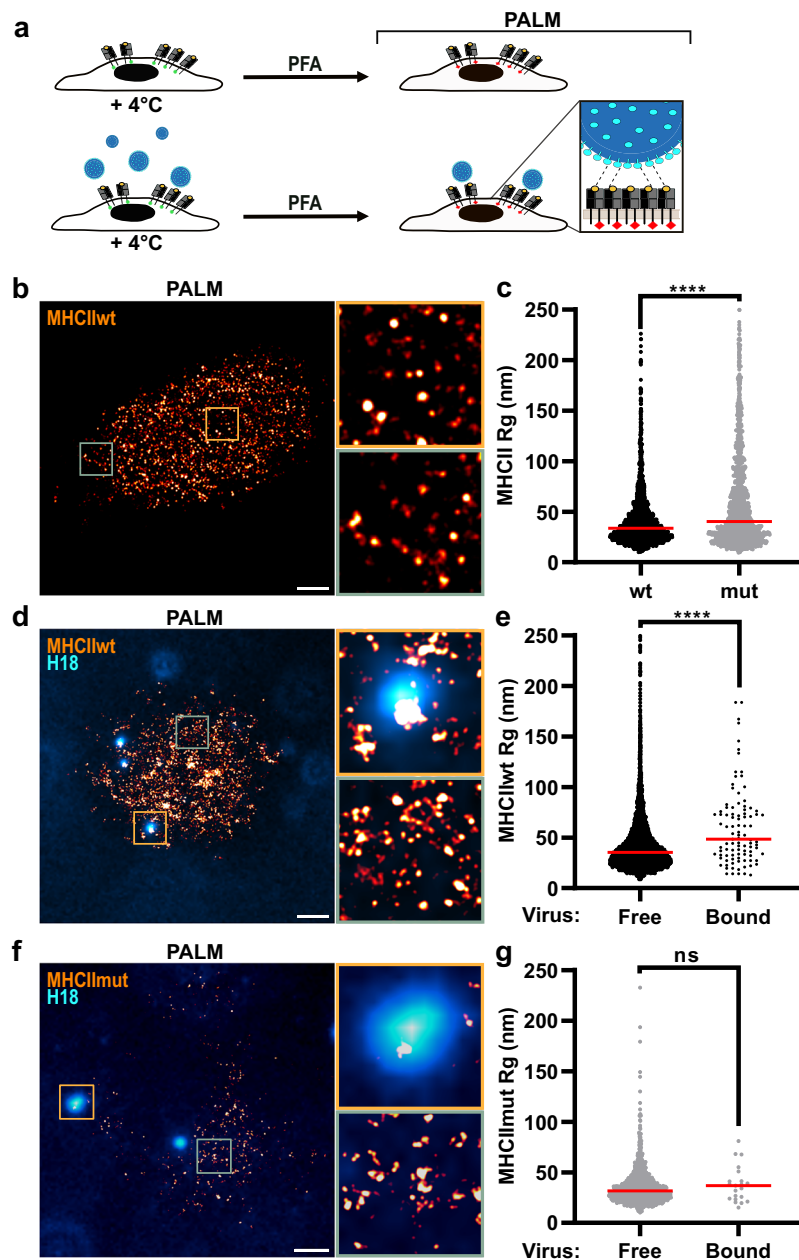 a
PALM
PFA
+ 4°C
PFA
+ 4°C
b
PALM
MHCIIwt
c
****
MHCII Rg (nm)
250
200
150
100
50
0
wt mut
d
PALM
MHCIIwt
H18
e
****
MHCIIwt Rg (nm)
250
200
150
100
50
0
Virus: Free Bound
f
PALM
MHCIImut
H18
g
ns
MHCIImut Rg (nm)
250
200
150
100
50
0
Virus: Free Bound